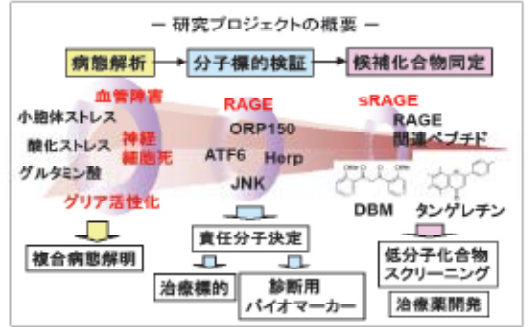 ― 研究プロジェクトの概要 ―
病態解析
分子標的検証
候補化合物同定
血管障害
小胞体ストレス
酸化ストレス
神経
細胞死
グルタミン酸
グリア活性化
RAGE
ORP150
ATF6
Herp
JNK
sRAGE
RAGE
関連ペプチド
DBM
タンゲレチン
複合病態解明
責任分子決定
治療標的
診断用
バイオマーカー
低分子化合物
スクリーニング
治療薬開発